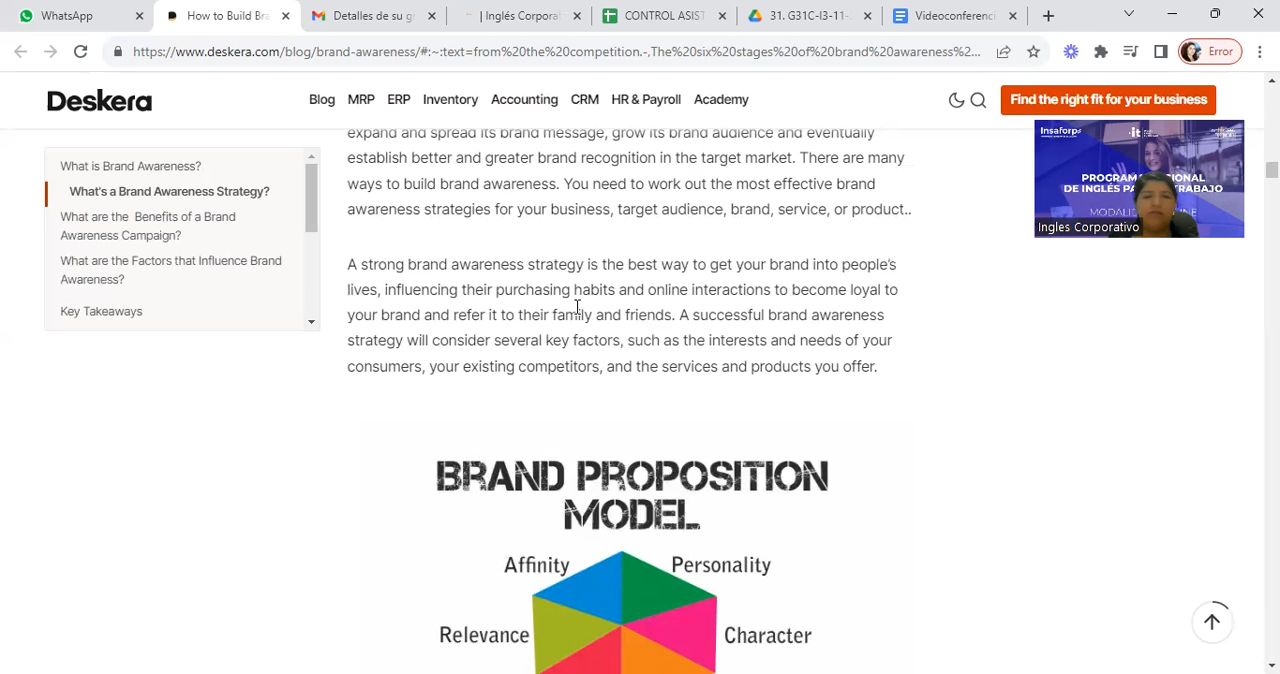 WhatsApp
How to Build Bra
Detalles de su g
| Inglés Corpora
CONTROL ASIST
31. G31C-I3-11-
Videoconferenci
https://www.deskera.com/blog/brand-awareness/#:~:text=from%20the%20competition.-,The%20six%20stages%20of%20brand%20awareness%2...
Error
Deskera
Blog MRP ERP Inventory Accounting CRM HR & Payroll Academy
Find the right fit for your business
What is Brand Awareness?
What's a Brand Awareness Strategy?
What are the Benefits of a Brand
Awareness Campaign?
What are the Factors that Influence Brand
Awareness?
Key Takeaways
expand and spread its brand message, grow its brand audience and eventually
establish better and greater brand recognition in the target market. There are many
ways to build brand awareness. You need to work out the most effective brand
awareness strategies for your business, target audience, brand, service, or product..
A strong brand awareness strategy is the best way to get your brand into people's
lives, influencing their purchasing habits and online interactions to become loyal to
your brand and refer it to their family and friends. A successful brand awareness
strategy will consider several key factors, such as the interests and needs of your
consumers, your existing competitors, and the services and products you offer.
BRAND PROPOSITION
MODEL
Affinity Personality
Relevance Character
Insaforp
Ingles Corporativo